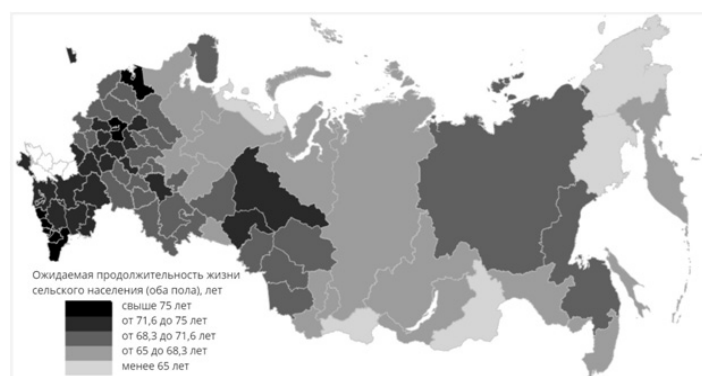 Ожидаемая продолжительность жизни
сельского населения (оба пола), лет
свыше 75 лет
от 71,6 до 75 лет
от 68,3 до 71,6 лет
от 65 до 68,3 лет
менее 65 лет